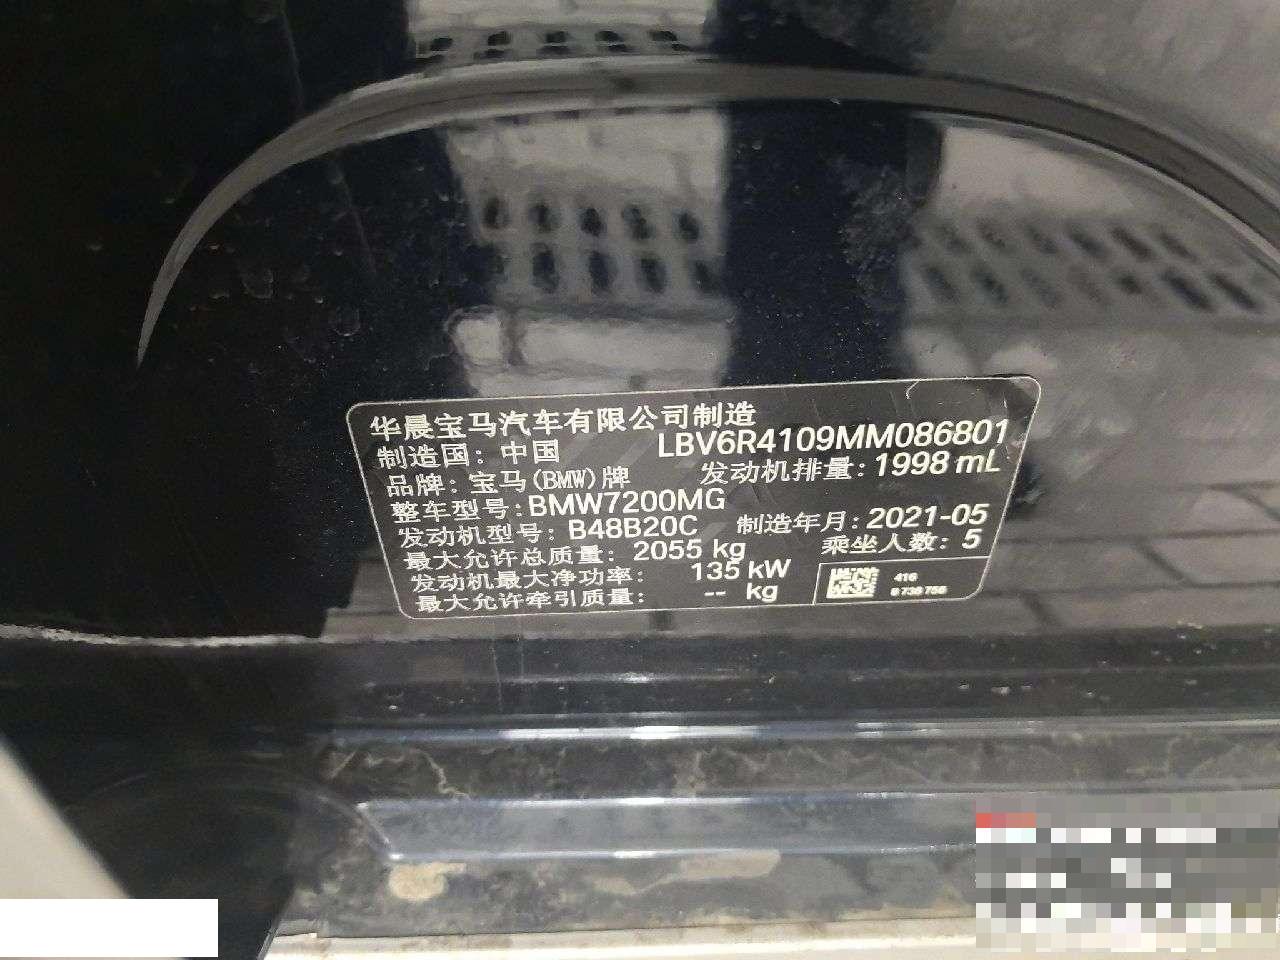 华晨宝马汽车有限公司制造
制造国: 中国 LBV6R4109MM086801
品牌: 宝马(BMW)牌 发动机排量: 1998 mL
整车型号: BMW7200MG
发动机型号: B48B20C 制造年月: 2021-05
最大允许总质量: 2055 kg 乘坐人数: 5
发动机最大净功率: 135 kW
最大允许牵引质量: -- kg
416